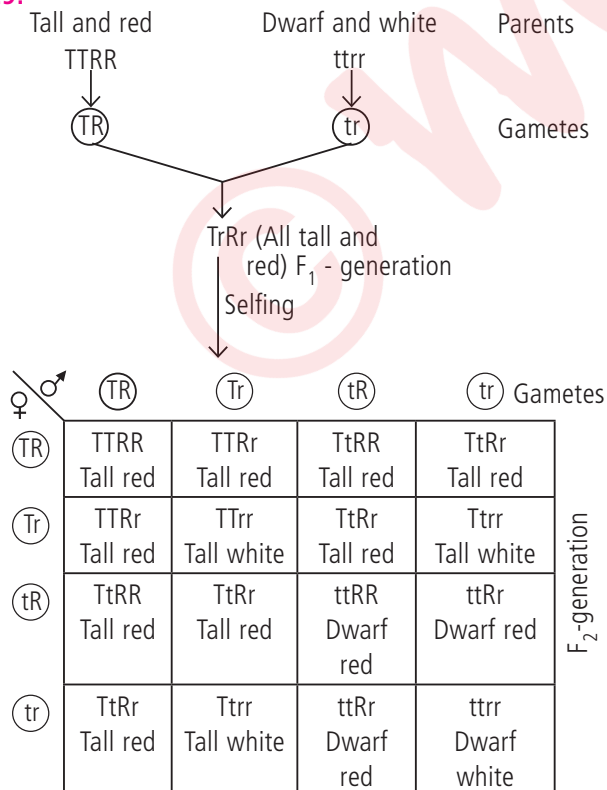 9.
Tall and red Dwarf and white Parents
TTRR ttrr
TR tr Gametes
TrRr (All tall and
red) F₁ - generation
Selfing
♀ ♂ TR Tr tR tr Gametes
TR TTRR TTRr TtRR TtRr
Tall red Tall red Tall red Tall red
Tr TTRr TTrr TtRr Ttrr
Tall red Tall white Tall red Tall white
tR TtRR TtRr ttRR ttRr
Tall red Tall red Dwarf Dwarf red
red
tr TtRr Ttrr ttRr ttrr
Tall red Tall white Dwarf Dwarf
red white
F₂-generation